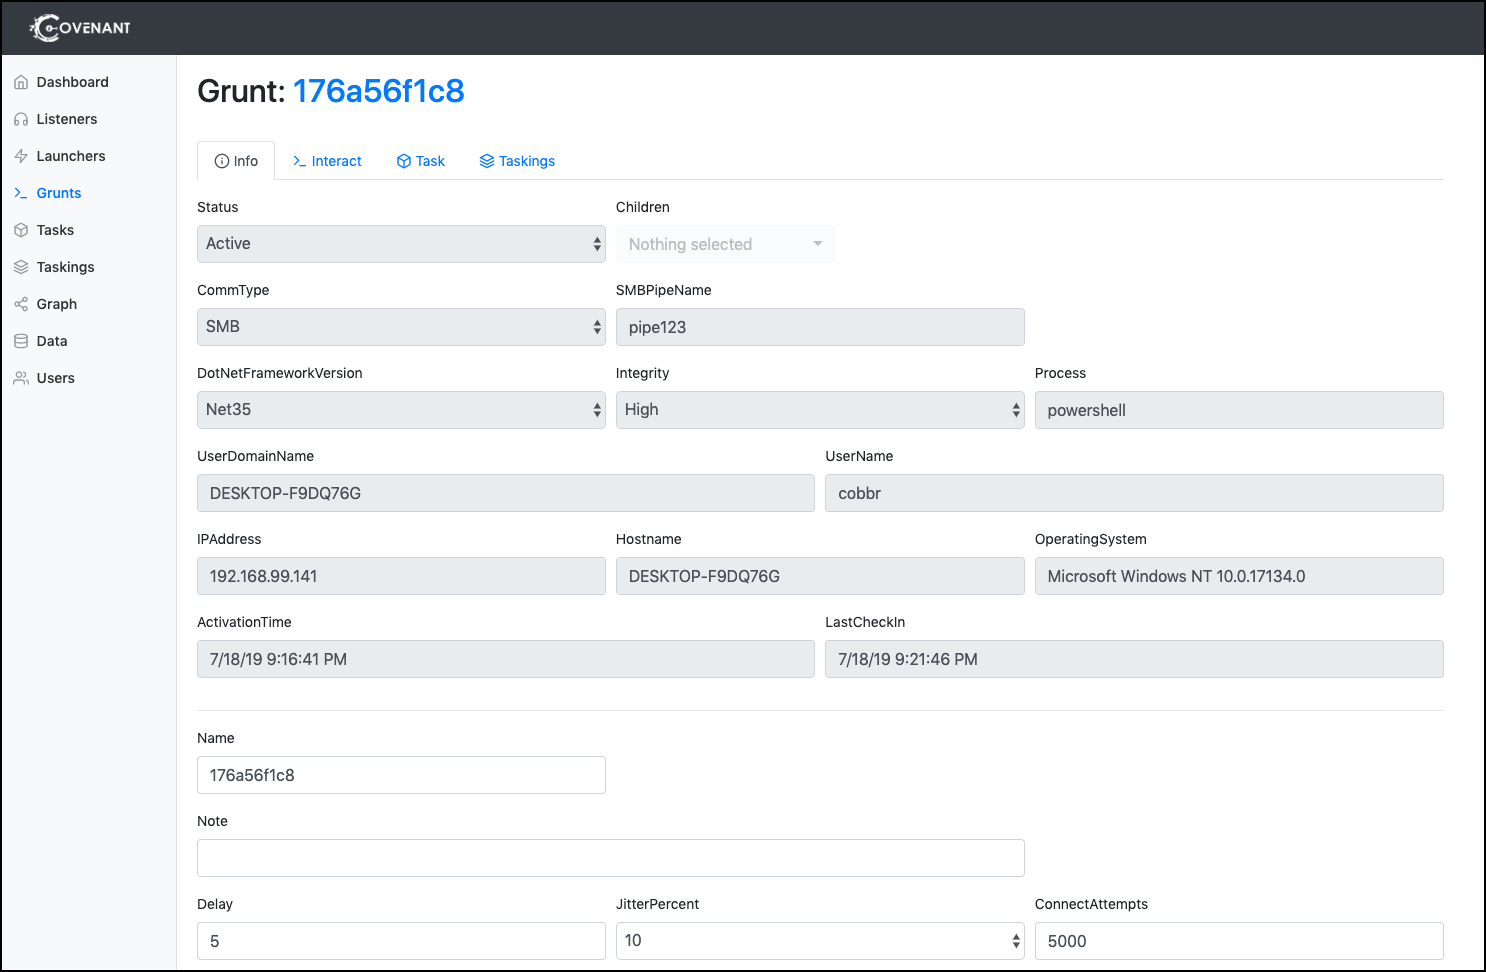 COVENANT
Dashboard
Listeners
Launchers
Grunts
Tasks
Taskings
Graph
Data
Users
Grunt: 176a56f1c8
Info Interact Task Taskings
Status Children
Active Nothing selected
CommType SMBPipeName
SMB pipe123
DotNetFrameworkVersion Integrity Process
Net35 High powershell
UserDomainName UserName
DESKTOP-F9DQ76G cobbr
IPAddress Hostname OperatingSystem
192.168.99.141 DESKTOP-F9DQ76G Microsoft Windows NT 10.0.17134.0
ActivationTime LastCheckIn
7/18/19 9:16:41 PM 7/18/19 9:21:46 PM
Name
176a56f1c8
Note
Delay JitterPercent ConnectAttempts
5 10 5000